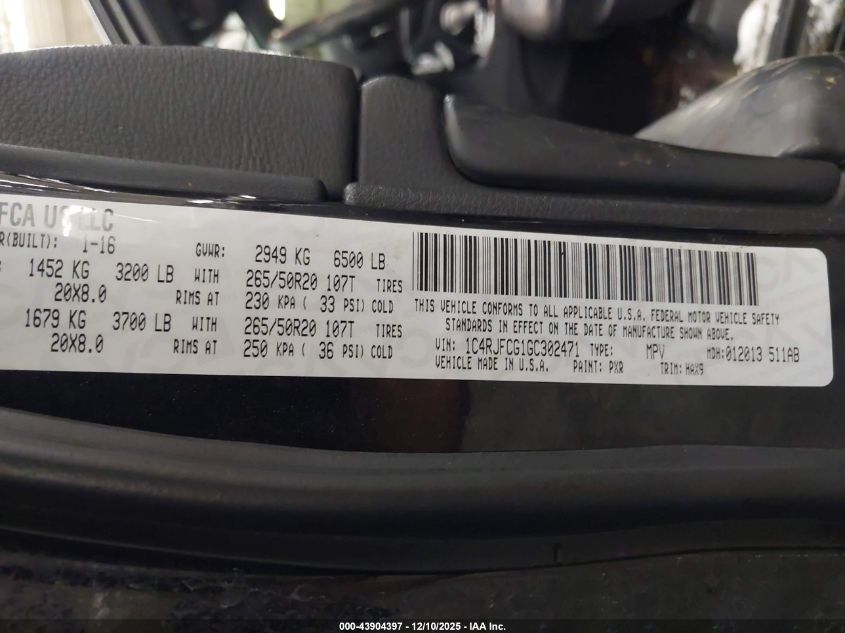 FCA US LLC
R(BUILT): 1-16 GVWR: 2949 KG 6500 LB
1452 KG 3200 LB WITH 265/50R20 107T TIRES
20X8.0 RIMS AT 230 KPA ( 33 PSI) COLD
1679 KG 3700 LB WITH 265/50R20 107T TIRES
20X8.0 RIMS AT 250 KPA ( 36 PSI) COLD
THIS VEHICLE CONFORMS TO ALL APPLICABLE U.S.A. FEDERAL MOTOR VEHICLE SAFETY
STANDARDS IN EFFECT ON THE DATE OF MANUFACTURE SHOWN ABOVE.
VIN: 1C4RJFCG1GC302471 TYPE: MPV MDH:012013 511AB
VEHICLE MADE IN U.S.A. PAINT: PXR TRIM: HAX9
000-43904397 - 12/10/2025 - IAA Inc.